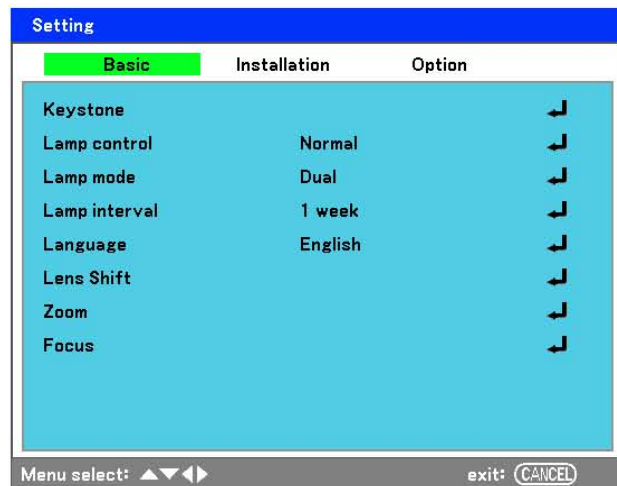 Setting
Basic Installation Option
Keystone
Lamp control Normal
Lamp mode Dual
Lamp interval 1 week
Language English
Lens Shift
Zoom
Focus
Menu select: ▲▼◀▶ exit: CANCEL